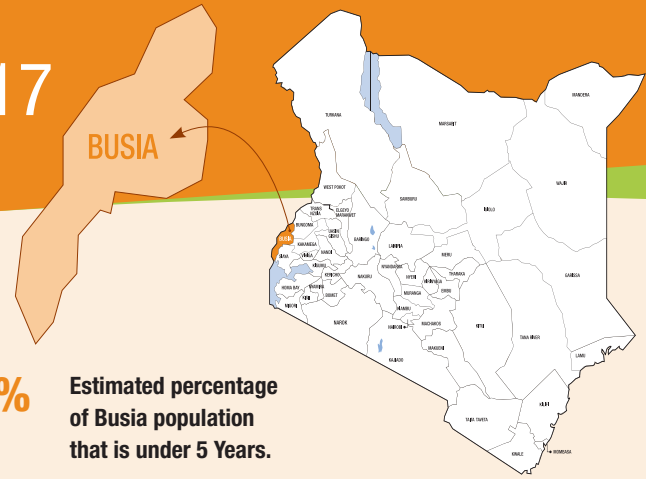 17
BUSIA
%
Estimated percentage
of Busia population
that is under 5 Years.
TURKANA
MARSABIT
MANDERA
WAJIR
WEST POKOT
SAMBURU
ISIOLO
TRANS
NZOIA
ELGEYO
MARAKWET
BUNGOMA
UASIN
GISHU
BUSIA
KAKAMEGA
BARINGO
LAIKIPIA
MERU
SIAYA
VIHIGA
NANDI
KISUMU
NYANDARUA
NYERI
THARAKA
GARISSA
KERICHO
NAKURU
KIRINYAGA
EMBU
HOMA BAY
NYAMIRA
MURANGA
KISII
BOMET
KIAMBU
MIGORI
NAROK
NAIROBI
MACHAKOS
KITUI
TANA RIVER
MAKUENI
KAJIADO
LAMU
KILIFI
TAITA TAVETA
KWALE
MOMBASA